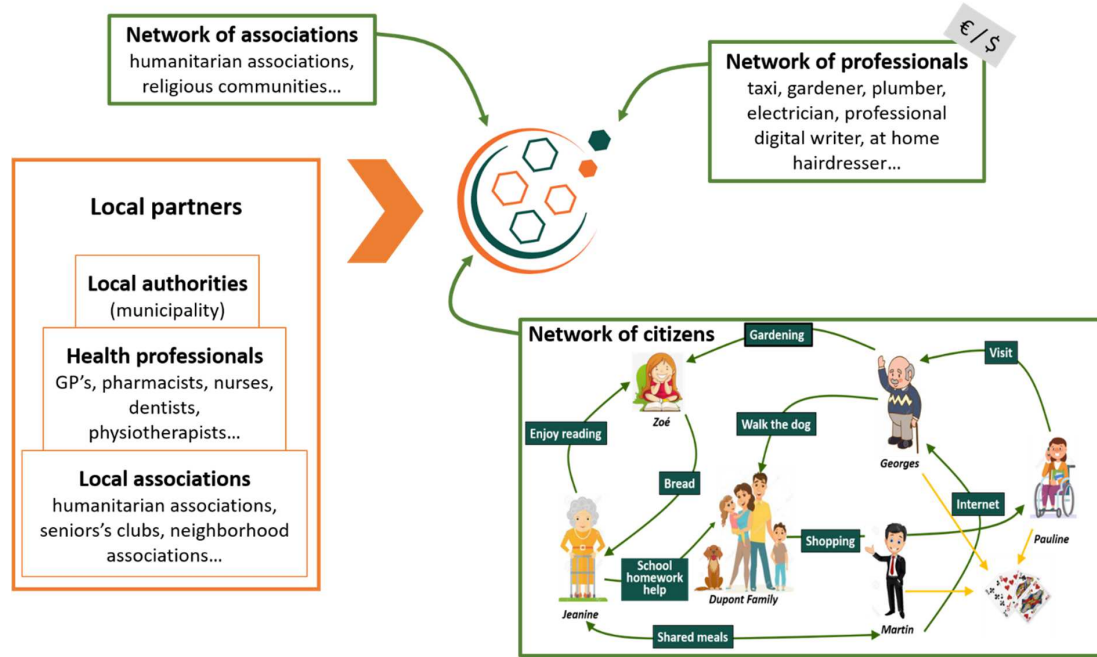 Network of associations
humanitarian associations,
religious communities…
€ / $
Network of professionals
taxi, gardener, plumber,
electrician, professional
digital writer, at home
hairdresser…
Local partners
Local authorities
(municipality)
Health professionals
GP's, pharmacists, nurses,
dentists,
physiotherapists…
Local associations
humanitarian associations,
seniors's clubs, neighborhood
associations…
Network of citizens
Gardening
Visit
Zoé
Enjoy reading
Walk the dog
Georges
Bread
Internet
Shopping
Pauline
School
homework
help
Jeanine
Dupont Family
Martin
Shared meals